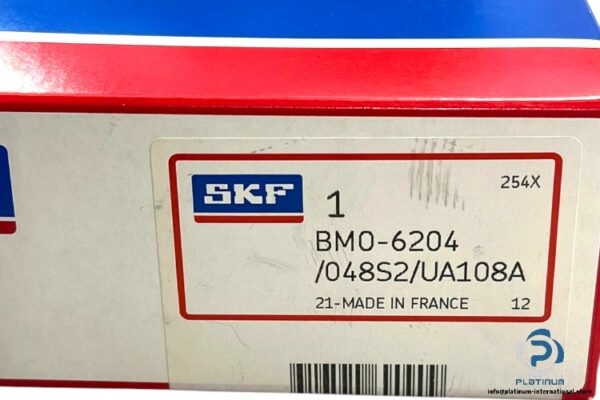 254X
SKF
1
BMO-6204
/048S2/UA108A
21-MADE IN FRANCE 12
PLATINUM
info@platinum-international.store